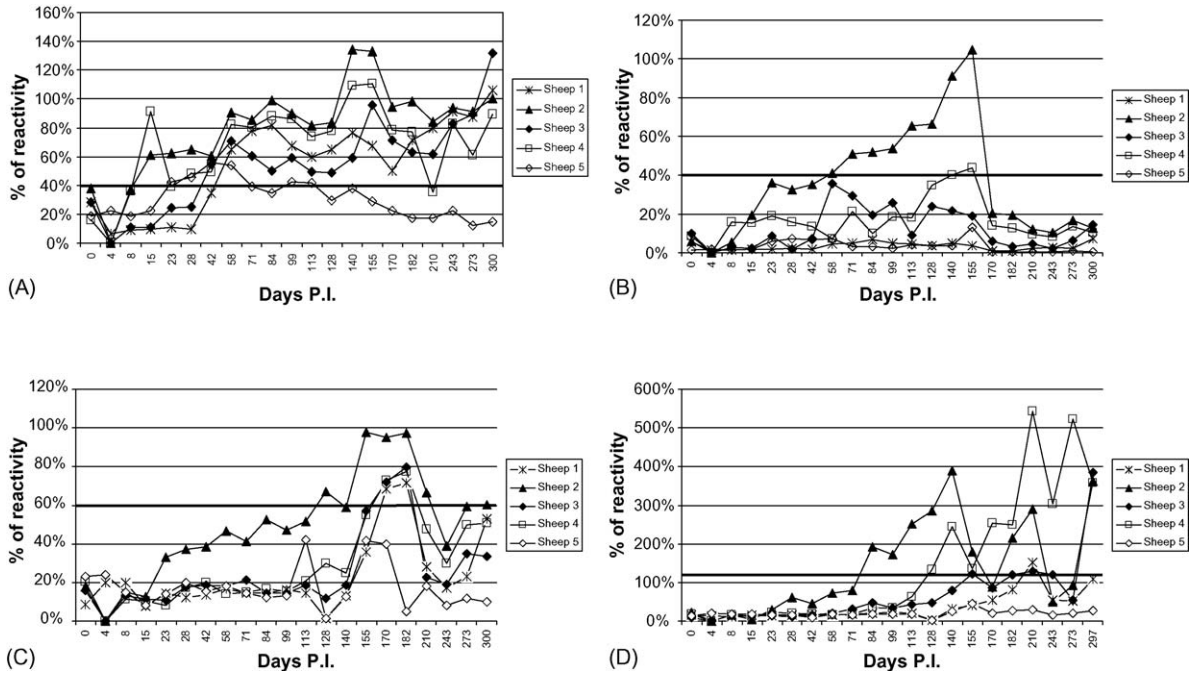 160%
140%
120%
100%
80%
60%
40%
20%
0%
% of reactivity
0 4 8 15 23 28 42 58 71 84 99 113 128 140 155 170 182 210 243 273 300
Days P.I.
Sheep 1
Sheep 2
Sheep 3
Sheep 4
Sheep 5
(A)
120%
100%
80%
60%
40%
20%
0%
% of reactivity
0 4 8 15 23 28 42 58 71 84 99 113 128 140 155 170 182 210 243 273 300
Days P.I.
Sheep 1
Sheep 2
Sheep 3
Sheep 4
Sheep 5
(B)
120%
100%
80%
60%
40%
20%
0%
% of reactivity
0 4 8 15 23 28 42 58 71 84 99 113 128 140 155 170 182 210 243 273 300
Days P.I.
Sheep 1
Sheep 2
Sheep 3
Sheep 4
Sheep 5
(C)
600%
500%
400%
300%
200%
100%
0%
% of reactivity
0 4 8 15 23 28 42 58 71 84 99 113 128 140 155 170 182 210 243 273 297
Days P.I.
Sheep 1
Sheep 2
Sheep 3
Sheep 4
Sheep 5
(D)